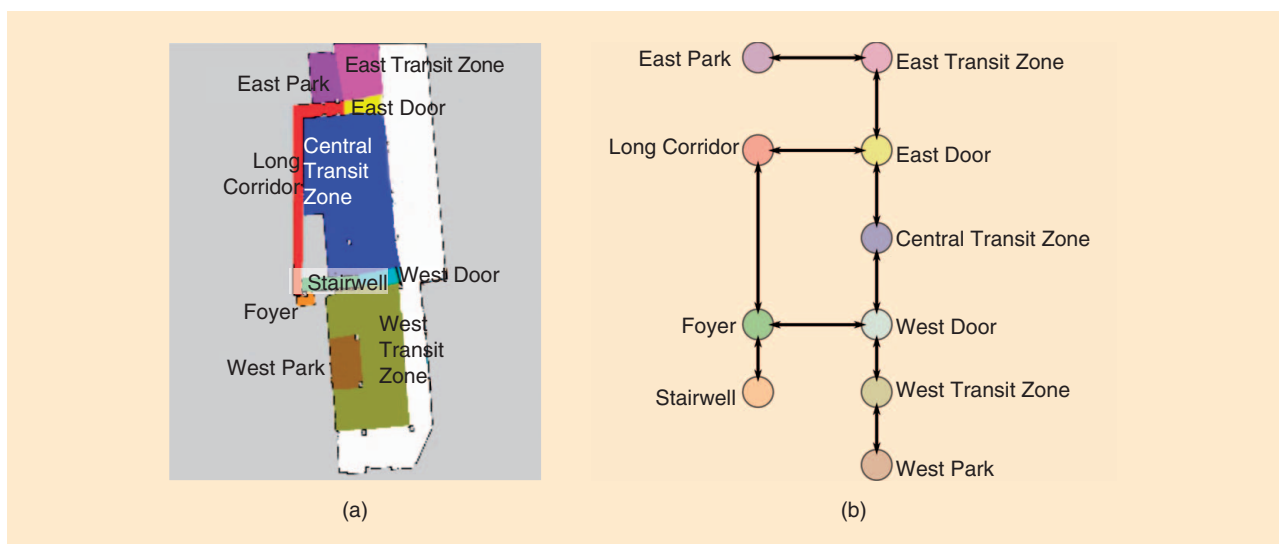 East Transit Zone
East Park
East Door
Central
Transit
Zone
Long
Corridor
West Door
Stairwell
Foyer
West
Transit
Zone
West Park
(a)
East Park
East Transit Zone
Long Corridor
East Door
Central Transit Zone
Foyer
West Door
Stairwell
West Transit Zone
West Park
(b)